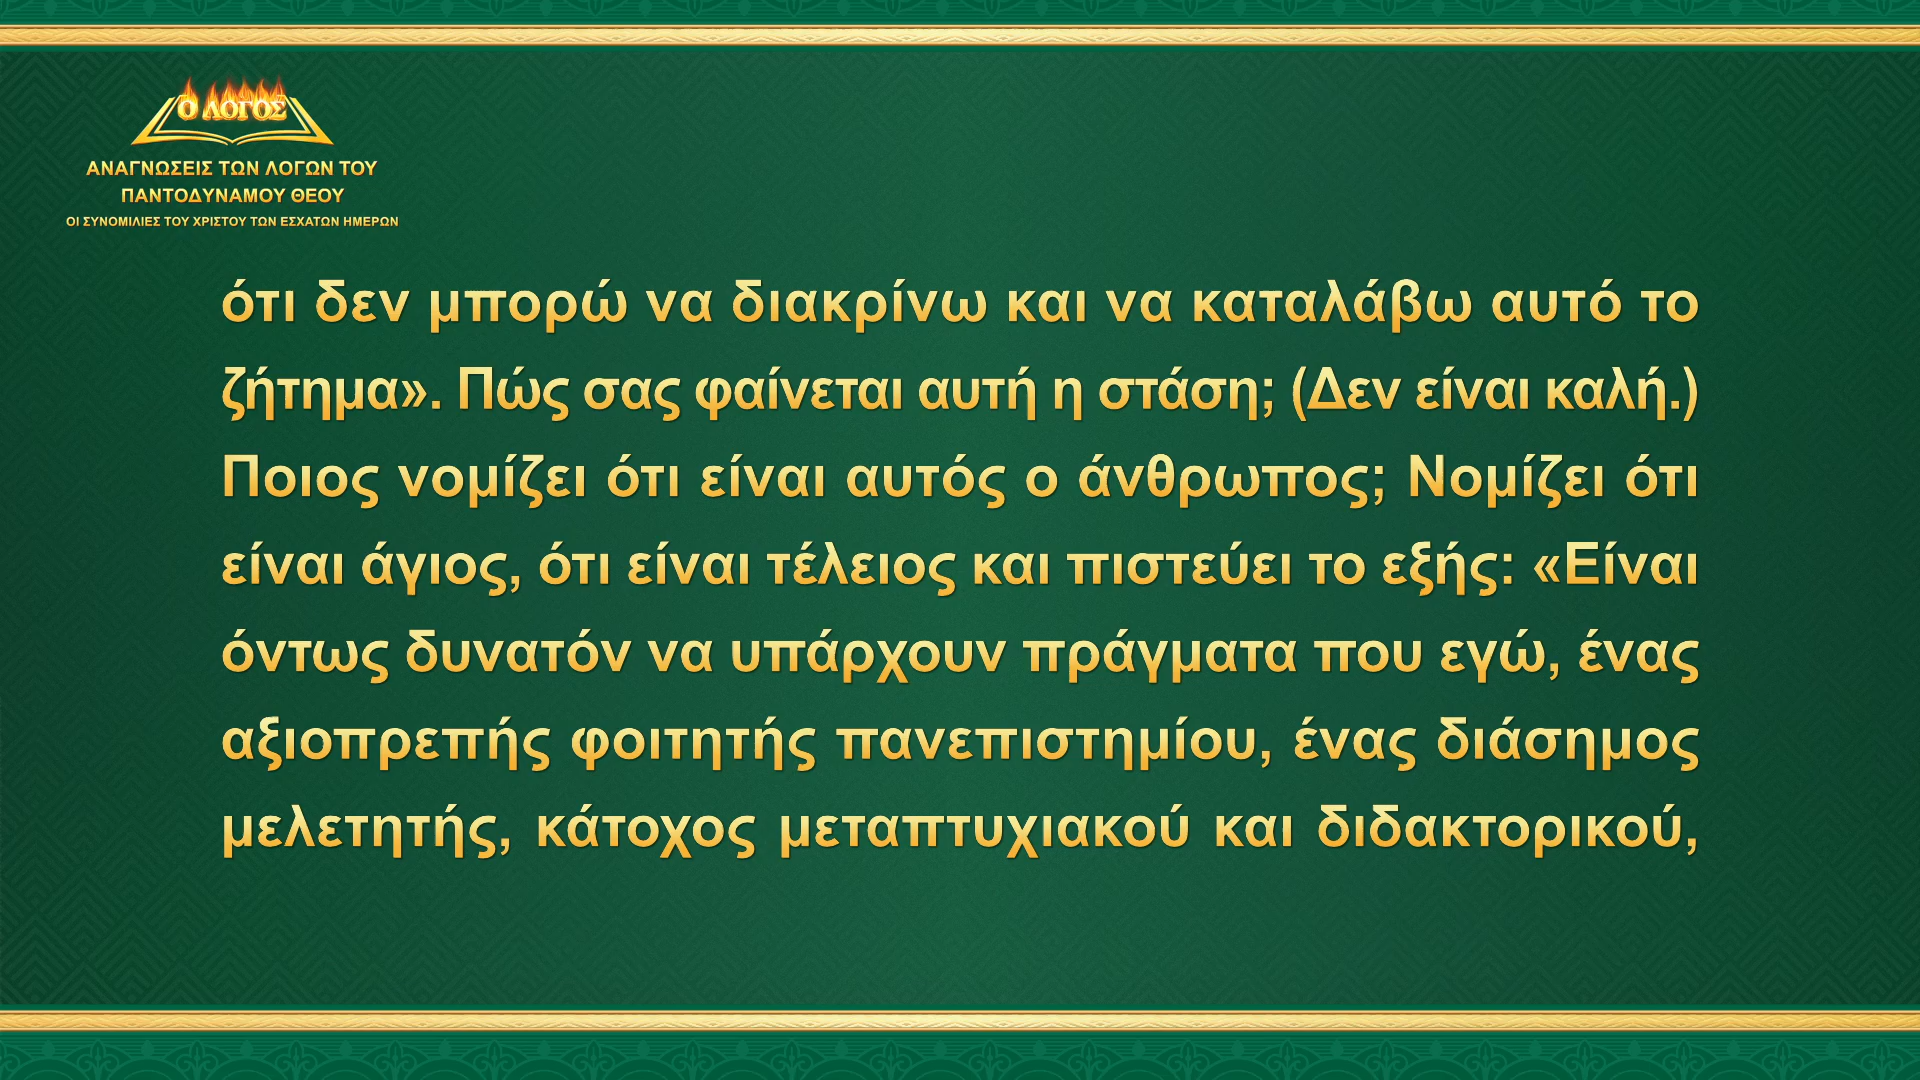 Ο ΛΟΓΟΣ
ΑΝΑΓΝΩΣΕΙΣ ΤΩΝ ΛΟΓΩΝ ΤΟΥ
ΠΑΝΤΟΔΥΝΑΜΟΥ ΘΕΟΥ
ΟΙ ΣΥΝΟΜΙΛΙΕΣ ΤΟΥ ΧΡΙΣΤΟΥ ΤΩΝ ΕΣΧΑΤΩΝ ΗΜΕΡΩΝ
ότι δεν μπορώ να διακρίνω και να καταλάβω αυτό το
ζήτημα». Πώς σας φαίνεται αυτή η στάση; (Δεν είναι καλή.)
Ποιος νομίζει ότι είναι αυτός ο άνθρωπος; Νομίζει ότι
είναι άγιος, ότι είναι τέλειος και πιστεύει το εξής: «Είναι
όντως δυνατόν να υπάρχουν πράγματα που εγώ, ένας
αξιοπρεπής φοιτητής πανεπιστημίου, ένας διάσημος
μελετητής, κάτοχος μεταπτυχιακού και διδακτορικού,